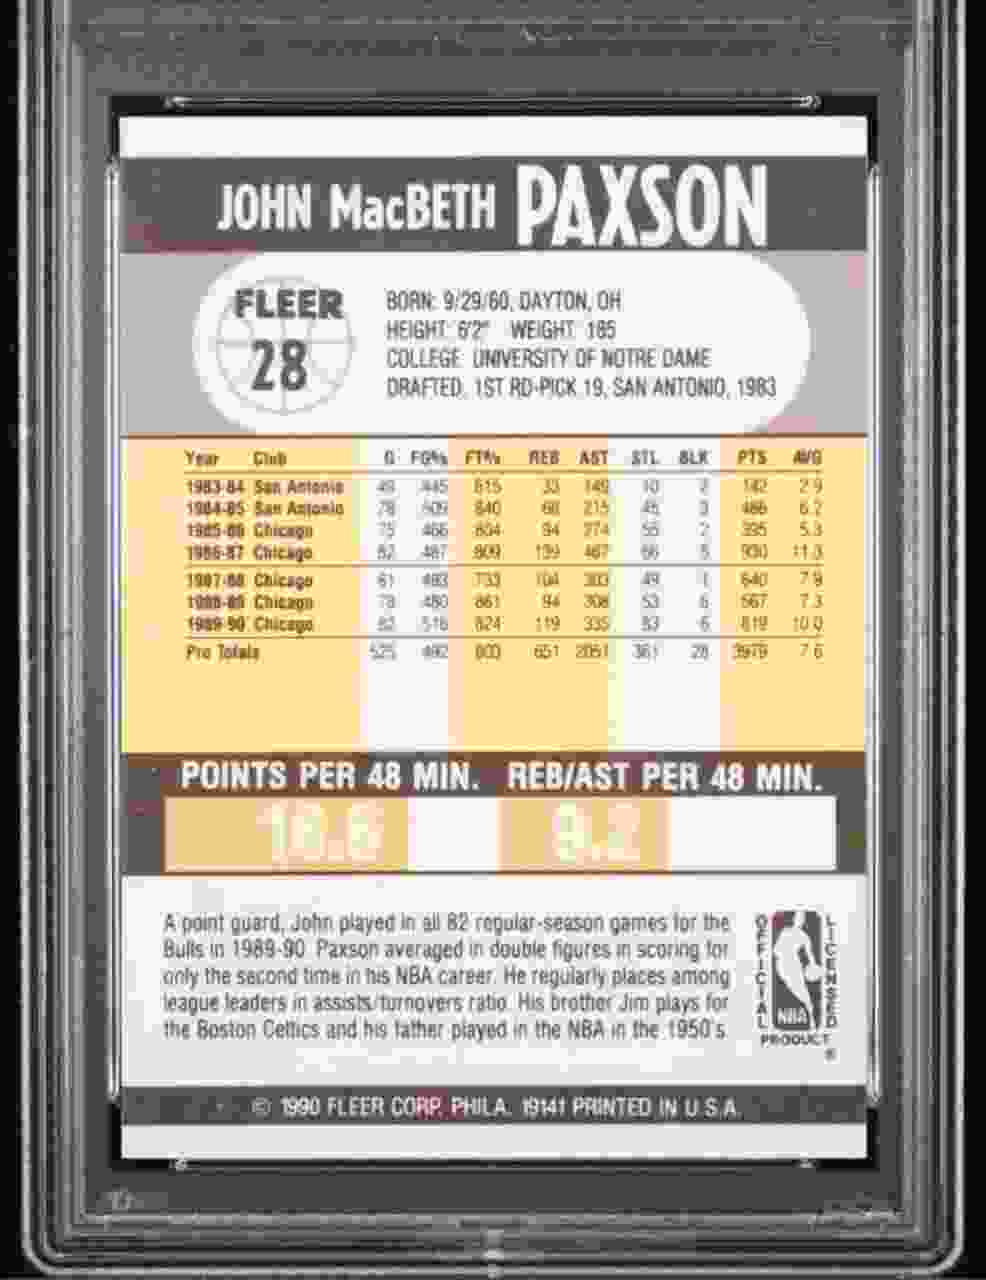 JOHN MacBETH PAXSON
FLEER
28
BORN: 9/29/60, DAYTON, OH
HEIGHT: 6'2" WEIGHT: 185
COLLEGE: UNIVERSITY OF NOTRE DAME
DRAFTED: 1ST RD-PICK 19, SAN ANTONIO, 1983
Year Club G FG% FT% REB AST STL BLK PTS AVG
1983-84 San Antonio 49 .445 .615 33 149 10 2 142 2.9
1984-85 San Antonio 78 .509 .840 68 215 45 3 486 6.2
1985-86 Chicago 75 .466 .804 94 274 55 2 395 5.3
1986-87 Chicago 82 .487 .809 139 467 66 8 930 11.3
1987-88 Chicago 81 .493 .733 104 303 49 1 640 7.9
1988-89 Chicago 78 .480 .861 94 308 53 6 567 7.3
1989-90 Chicago 82 .516 .824 119 335 83 6 819 10.0
Pro Totals 525 .492 .803 651 2051 361 28 3979 7.6
POINTS PER 48 MIN. REB/AST PER 48 MIN.
16.6 9.2
A point guard, John played in all 82 regular-season games for the
Bulls in 1989-90. Paxson averaged in double figures in scoring for
only the second time in his NBA career. He regularly places among
league leaders in assists/turnovers ratio. His brother Jim plays for
the Boston Celtics and his father played in the NBA in the 1950's.
OFFICIAL LICENSED
NBA
PRODUCT
®
© 1990 FLEER CORP. PHILA. 19141 PRINTED IN U.S.A.